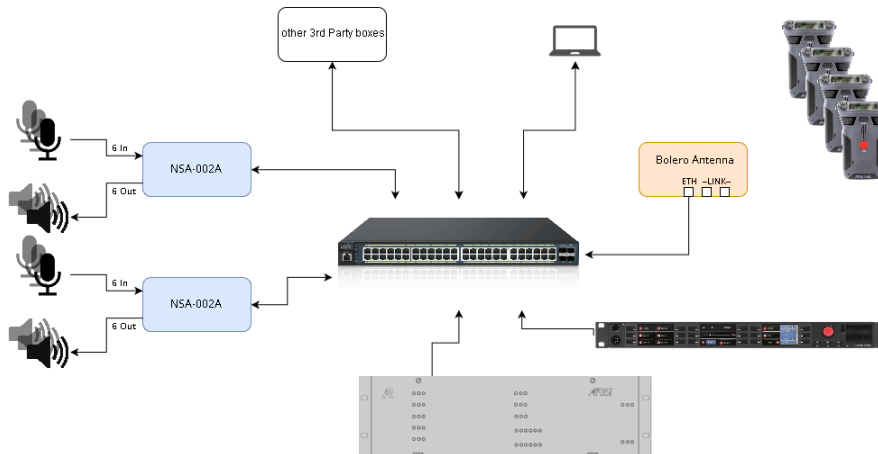 other 3rd Party boxes
6 In
NSA-002A
6 Out
Bolero Antenna
ETH -LINK-
6 In
NSA-002A
6 Out